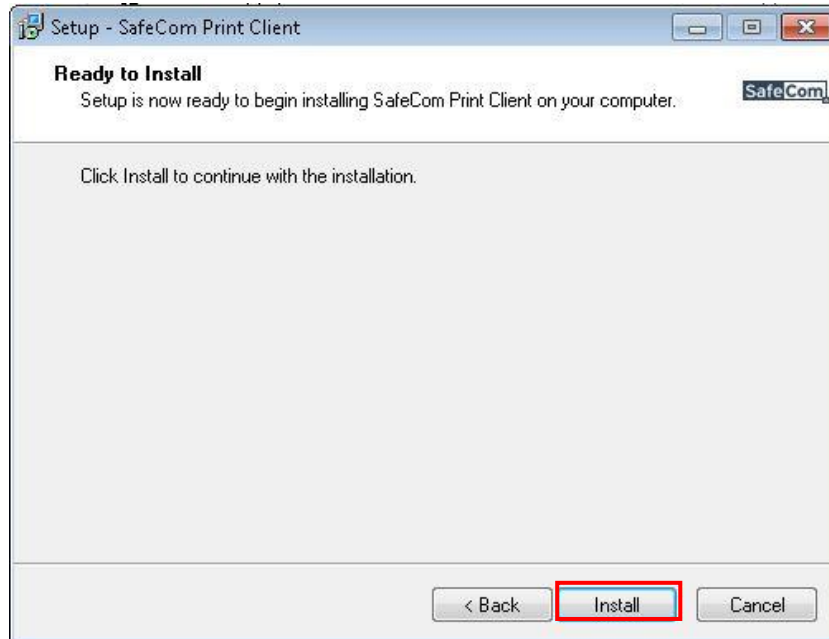 Setup - SafeCom Print Client
Ready to Install
Setup is now ready to begin installing SafeCom Print Client on your computer.
SafeCom
Click Install to continue with the installation.
< Back
Install
Cancel